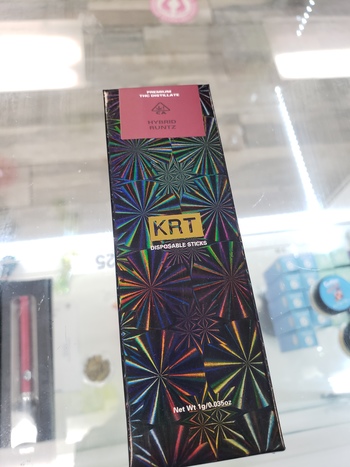 PREMIUM
THC DISTILLATE
HYBRID
RUNTZ
KRT
DISPOSABLE STICKS
Net Wt 1g/0.035oz